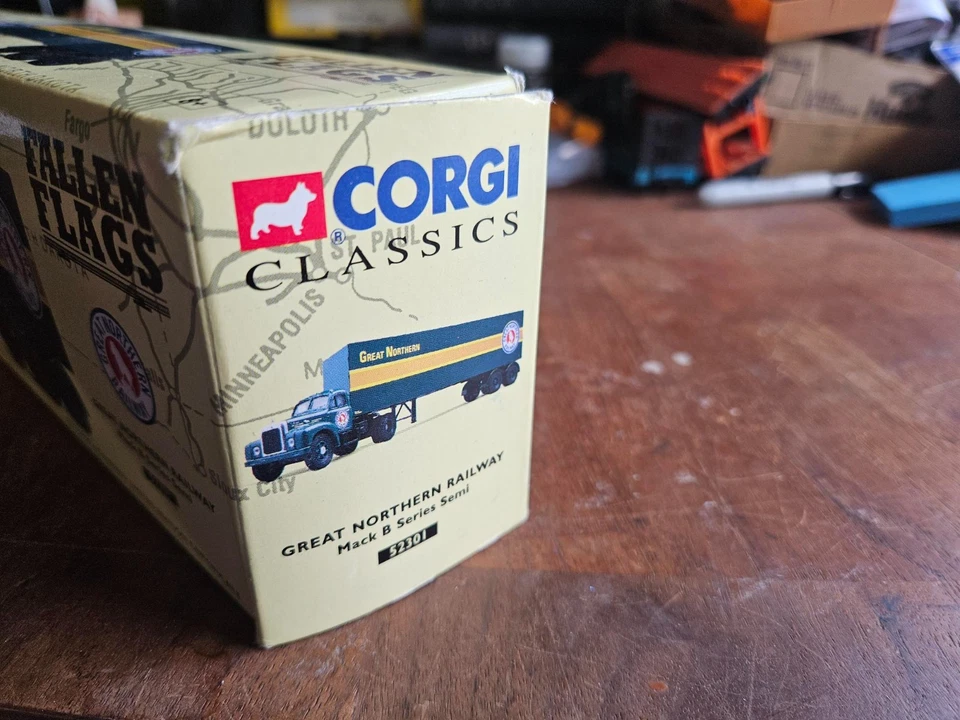 FALLEN
FLAGS
Fargo
DULUTH
CORGI
®
CLASSICS
ST. PAUL
MINNEAPOLIS
GREAT NORTHERN
Sioux City
GREAT NORTHERN RAILWAY
Mack B Series Semi
52301